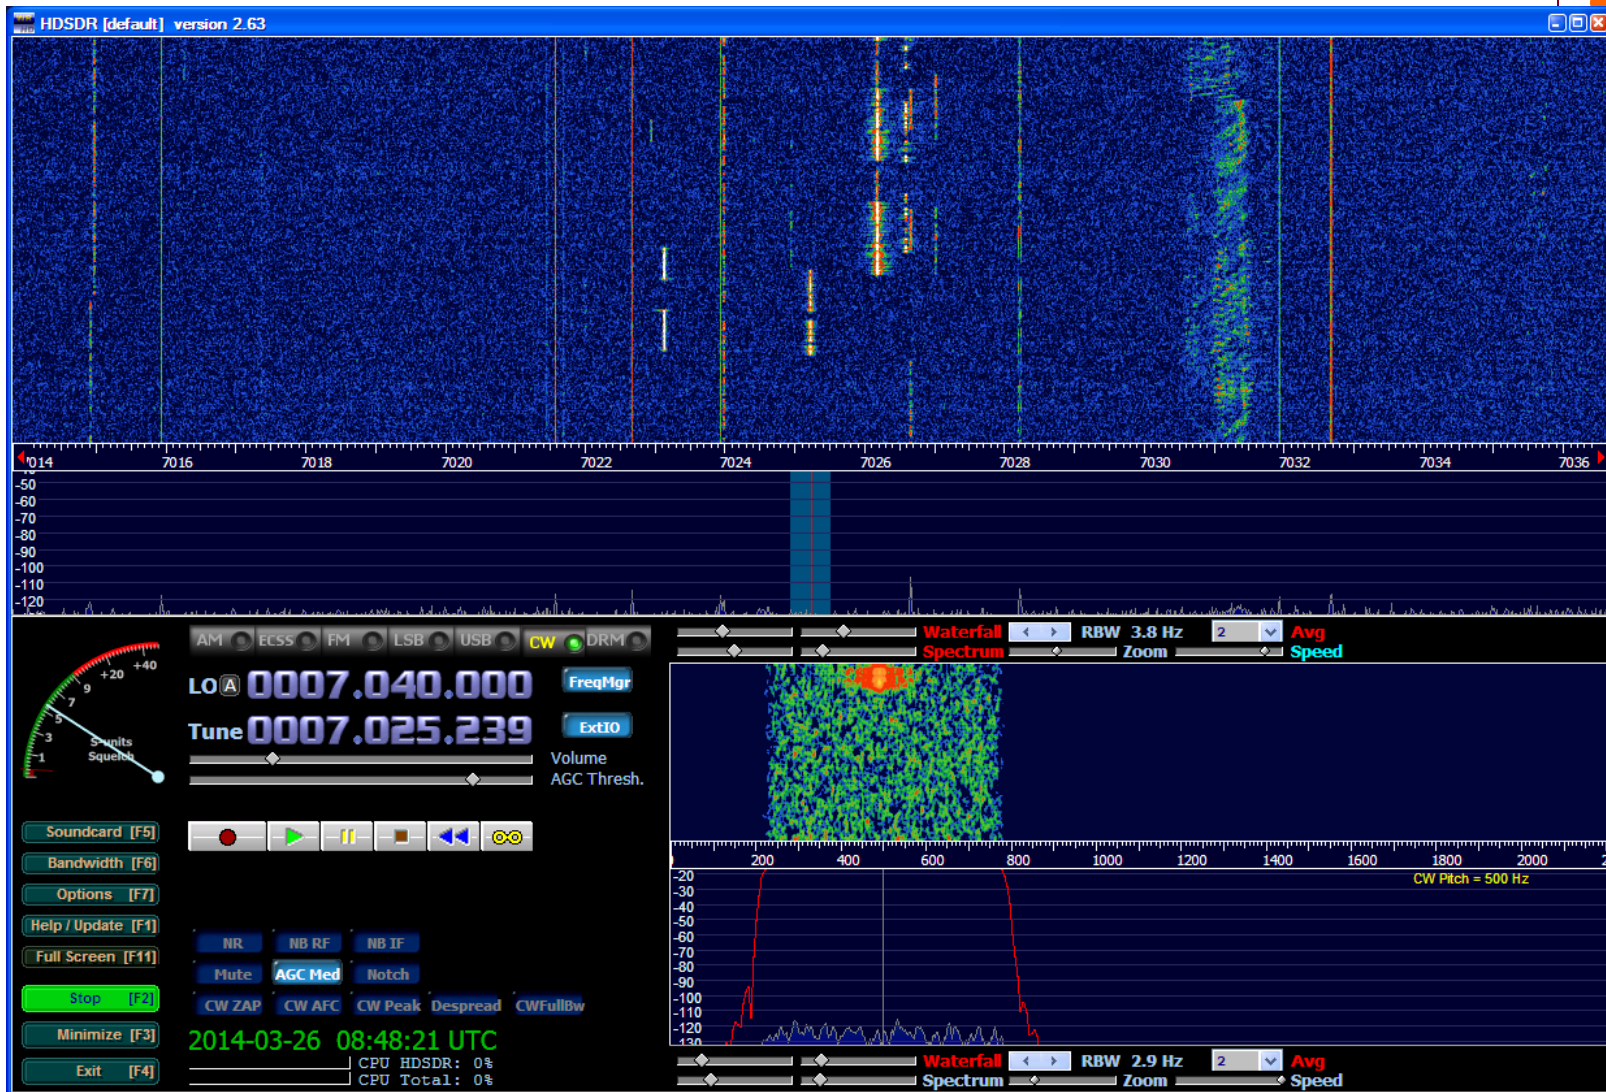 HDSDR [default] version 2.63
7014 7016 7018 7020 7022 7024 7026 7028 7030 7032 7034 7036
-50
-60
-70
-80
-90
-100
-110
-120
AM ECSS FM LSB USB CW DRM
Waterfall RBW 3.8 Hz 2 Avg
Spectrum Zoom Speed
+40
+20
9
7
5
3
1
S-units
Squelch
LO A 0007.040.000 FreqMgr
Tune 0007.025.239 ExtIO
Volume
AGC Thresh.
Soundcard [F5]
Bandwidth [F6]
Options [F7]
Help / Update [F1]
Full Screen [F11]
Stop [F2]
Minimize [F3]
Exit [F4]
NR NB RF NB IF
Mute AGC Med Notch
CW ZAP CW AFC CW Peak Despread CWFullBw
2014-03-26 08:48:21 UTC
CPU HDSDR: 0%
CPU Total: 0%
200 400 600 800 1000 1200 1400 1600 1800 2000
CW Pitch = 500 Hz
-20
-30
-40
-50
-60
-70
-80
-90
-100
-110
-120
130
Waterfall RBW 2.9 Hz 2 Avg
Spectrum Zoom Speed